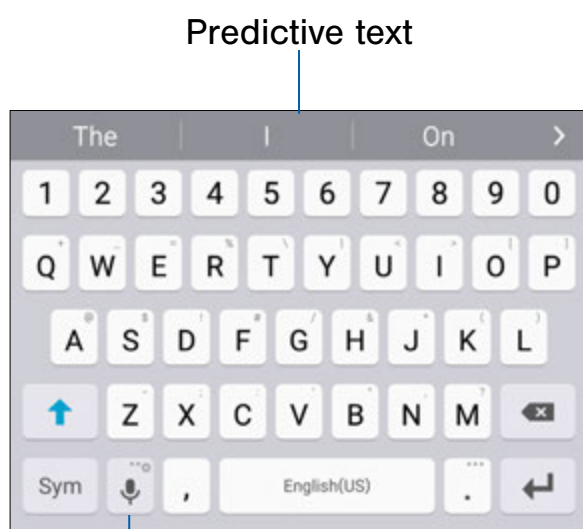 Predictive text
The I On >
1 2 3 4 5 6 7 8 9 0
Q W E R T Y U I O P
A S D F G H J K L
Z X C V B N M
Sym , English(US) .